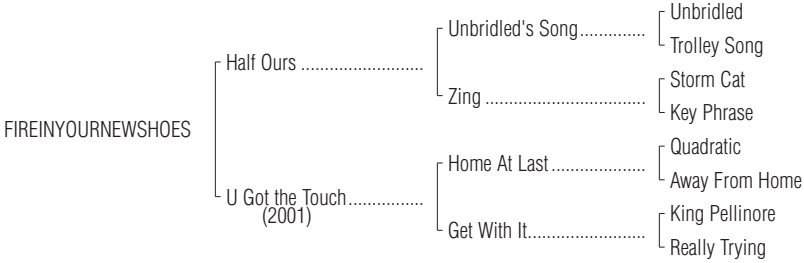 Unbridled
Unbridled's Song..............
Trolley Song
Half Ours ..........................
Storm Cat
Zing ..................................
Key Phrase
FIREINYOURNEWSHOES
Quadratic
Home At Last ....................
Away From Home
U Got the Touch................
(2001)
King Pellinore
Get With It.........................
Really Trying